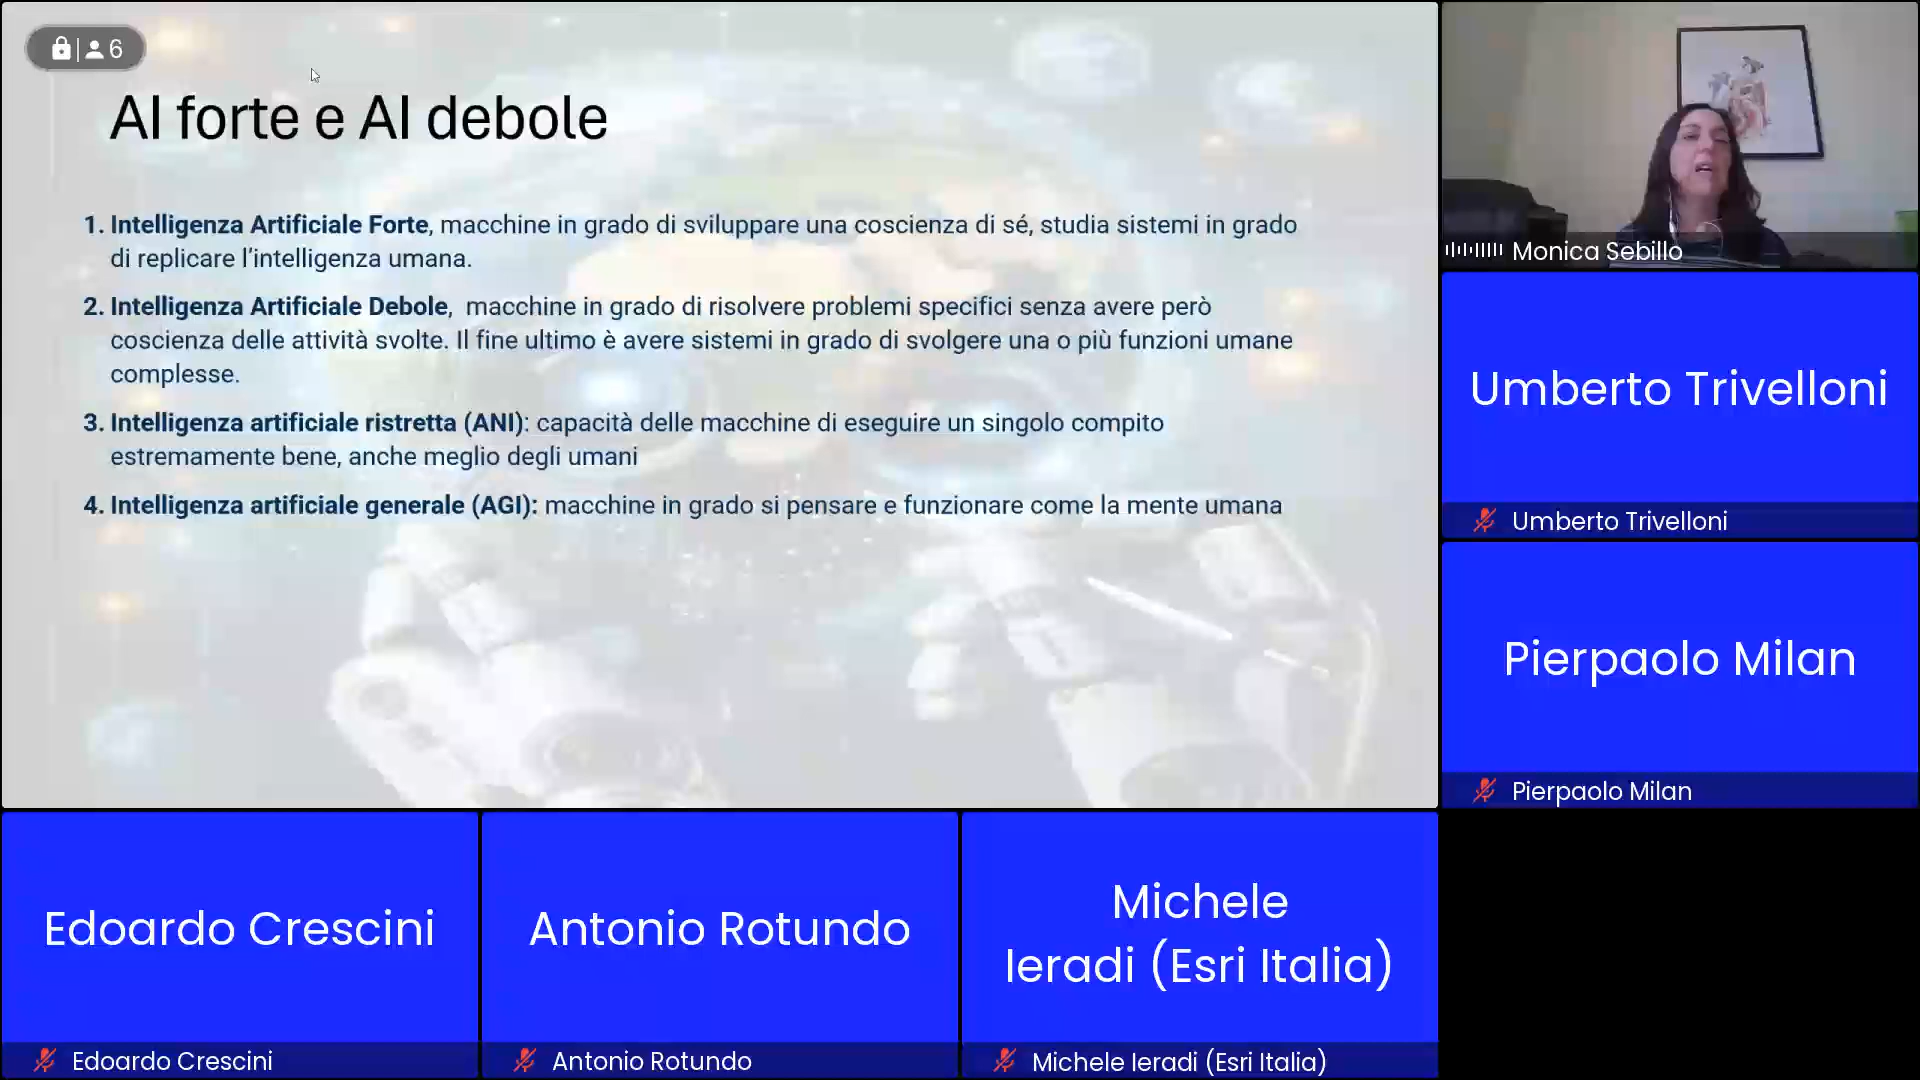 6
AI forte e AI debole
1. Intelligenza Artificiale Forte, macchine in grado di sviluppare una coscienza di sé, studia sistemi in grado
di replicare l’intelligenza umana.
2. Intelligenza Artificiale Debole,  macchine in grado di risolvere problemi specifici senza avere però
coscienza delle attività svolte. Il fine ultimo è avere sistemi in grado di svolgere una o più funzioni umane
complesse.
3. Intelligenza artificiale ristretta (ANI): capacità delle macchine di eseguire un singolo compito
estremamente bene, anche meglio degli umani
4. Intelligenza artificiale generale (AGI): macchine in grado si pensare e funzionare come la mente umana
Monica Sebillo
Umberto Trivelloni
Umberto Trivelloni
Pierpaolo Milan
Pierpaolo Milan
Edoardo Crescini
Edoardo Crescini
Antonio Rotundo
Antonio Rotundo
Michele
Ieradi (Esri Italia)
Michele Ieradi (Esri Italia)